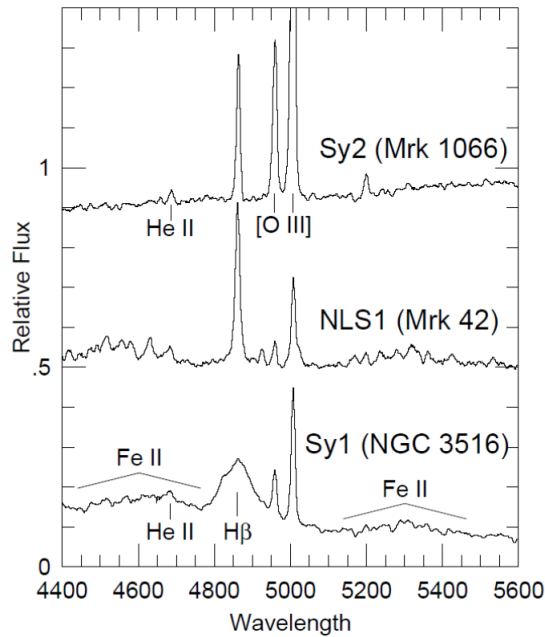 1
Sy2 (Mrk 1066)
He II
[O III]
Relative Flux
NLS1 (Mrk 42)
.5
Sy1 (NGC 3516)
Fe II
Fe II
He II
Hβ
0
4400 4600 4800 5000 5200 5400 5600
Wavelength